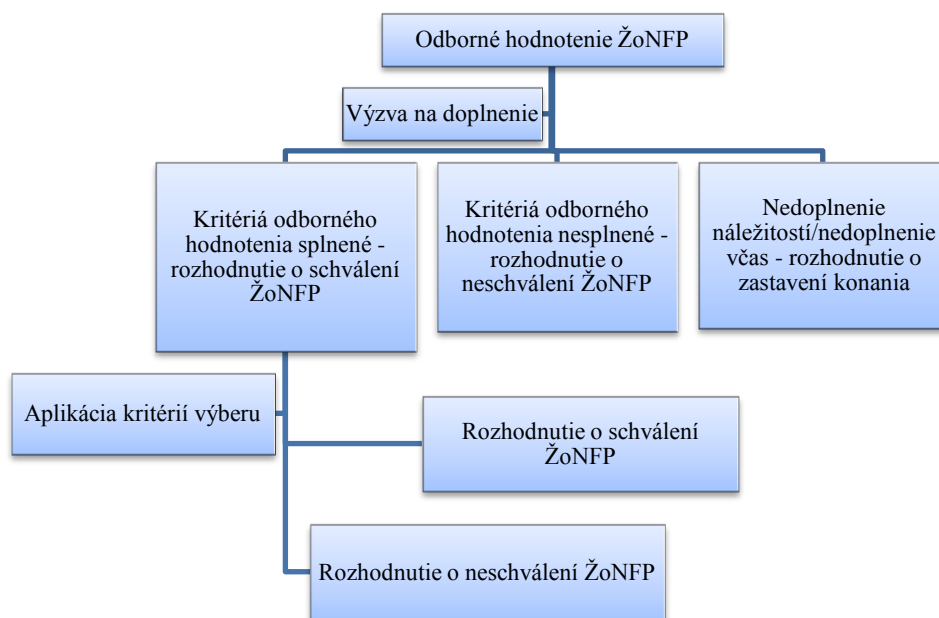 Odborné hodnotenie ŽoNFP
Výzva na doplnenie
Kritériá odborného
hodnotenia splnené -
rozhodnutie o schválení
ŽoNFP
Kritériá odborného
hodnotenia nesplnené -
rozhodnutie o
neschválení ŽoNFP
Nedoplnenie
náležitostí/nedoplnenie
včas - rozhodnutie o
zastavení konania
Aplikácia kritérií výberu
Rozhodnutie o schválení
ŽoNFP
Rozhodnutie o neschválení ŽoNFP